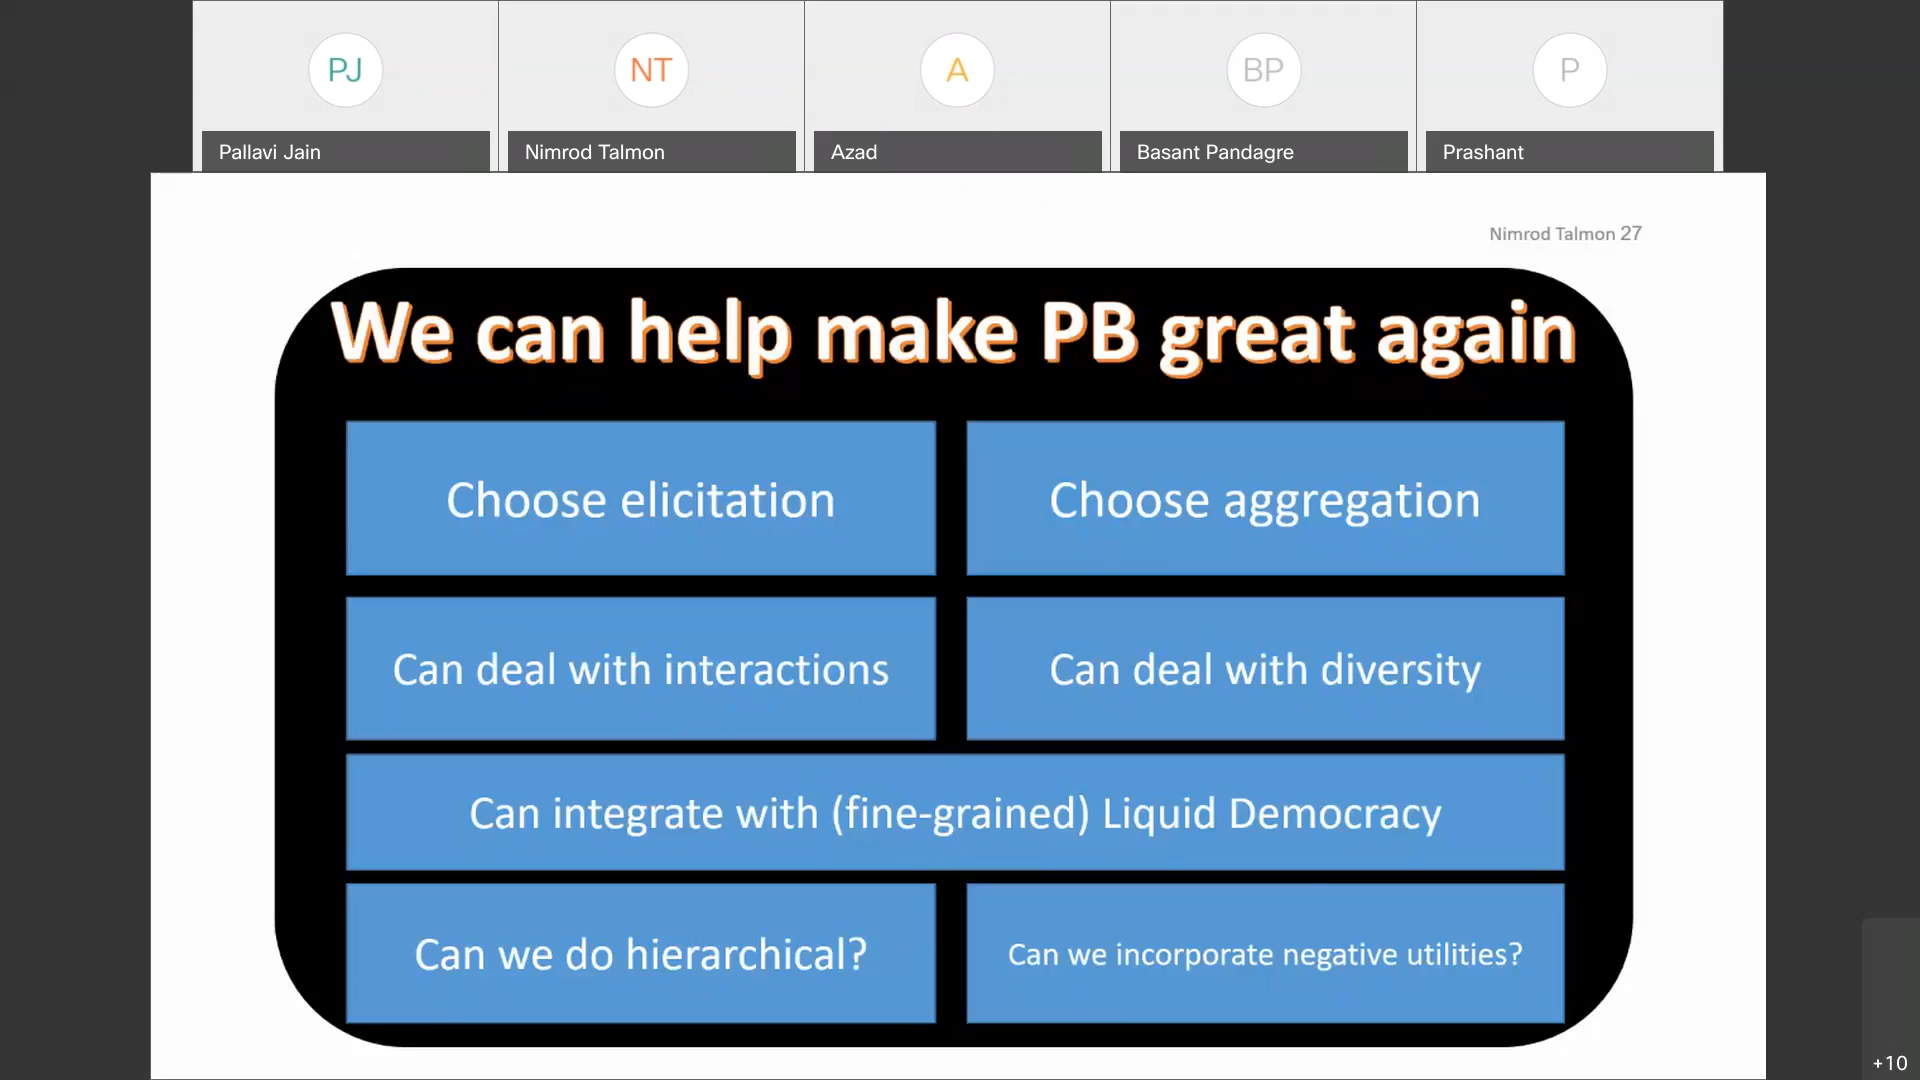 PJ
NT
A
BP
P
Pallavi Jain
Nimrod Talmon
Azad
Basant Pandagre
Prashant
Nimrod Talmon 27
We can help make PB great again
Choose elicitation
Choose aggregation
Can deal with interactions
Can deal with diversity
Can integrate with (fine-grained) Liquid Democracy
Can we do hierarchical?
Can we incorporate negative utilities?
+10